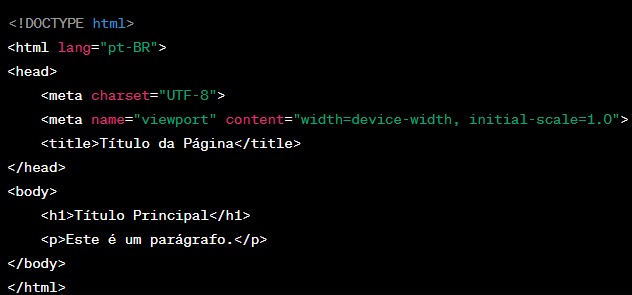 <!DOCTYPE html>
<html lang="pt-BR">
<head>
    <meta charset="UTF-8">
    <meta name="viewport" content="width=device-width, initial-scale=1.0">
    <title>Título da Página</title>
</head>
<body>
    <h1>Título Principal</h1>
    <p>Este é um parágrafo.</p>
</body>
</html>